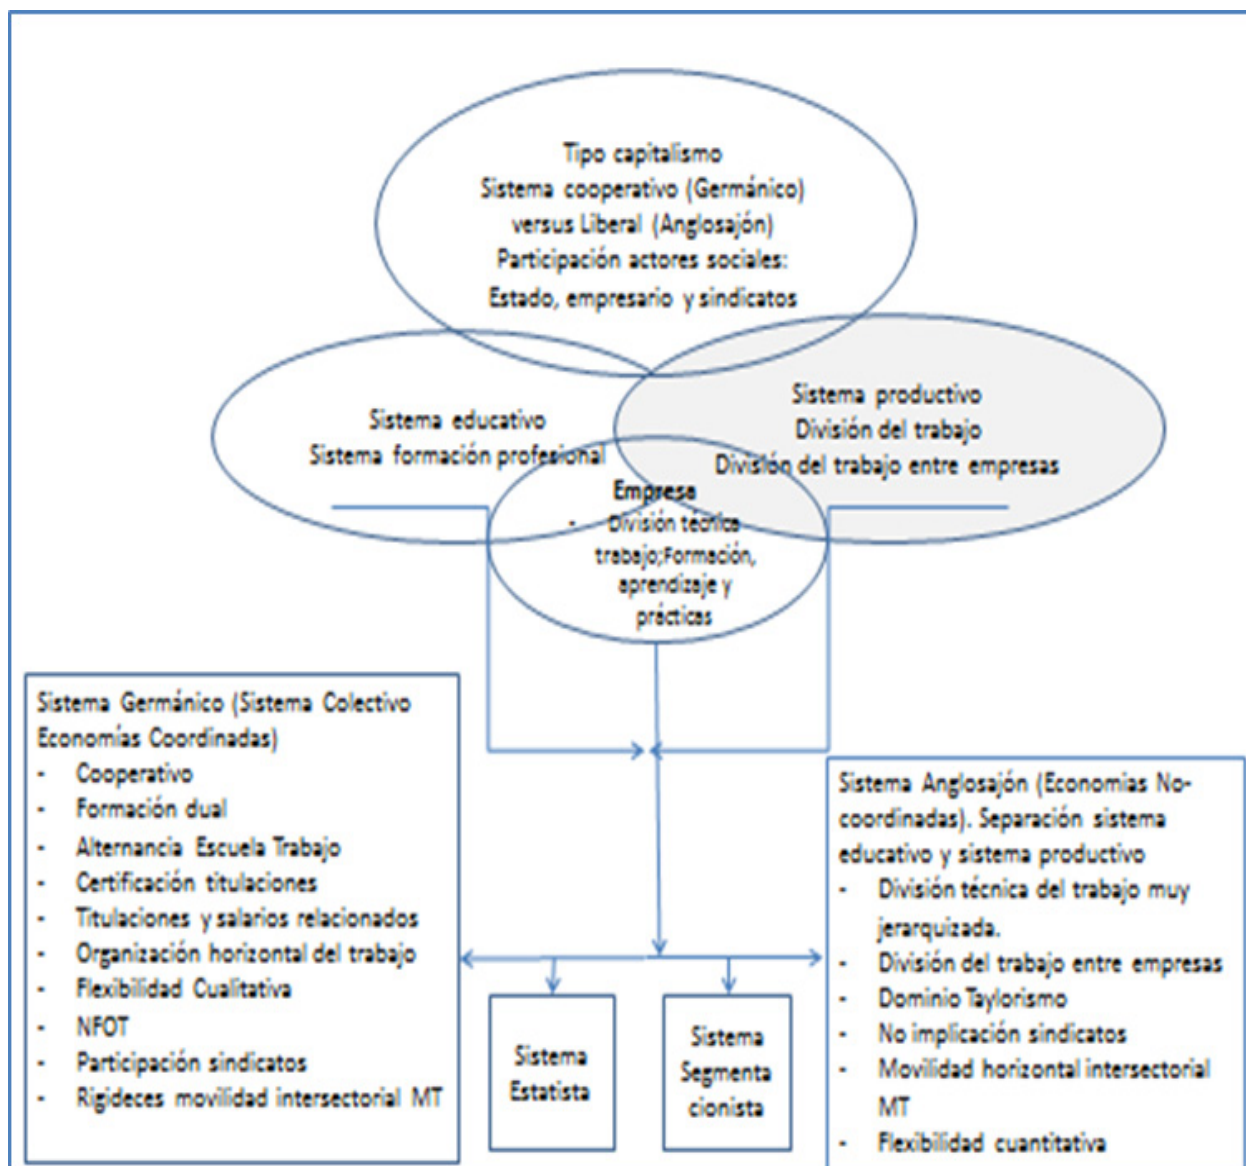 Tipo capitalismo
Sistema cooperativo (Germánico)
versus Liberal (Anglosajón)
Participación actores sociales:
Estado, empresario y sindicatos
Sistema educativo
Sistema formación profesional
Sistema productivo
División del trabajo
División del trabajo entre empresas
Empresa
- División técnica
trabajo;Formación,
aprendizaje y
prácticas
Sistema Germánico (Sistema Colectivo
Economías Coordinadas)
- Cooperativo
- Formación dual
- Alternancia Escuela Trabajo
- Certificación titulaciones
- Titulaciones y salarios relacionados
- Organización horizontal del trabajo
- Flexibilidad Cualitativa
- NFOT
- Participación sindicatos
- Rigideces movilidad intersectorial MT
Sistema
Estatista
Sistema
Segmenta
cionista
Sistema Anglosajón (Economias No-
coordinadas). Separación sistema
educativo y sistema productivo
- División técnica del trabajo muy
jerarquizada.
- División del trabajo entre empresas
- Dominio Taylorismo
- No implicación sindicatos
- Movilidad horizontal intersectorial
MT
- Flexibilidad cuantitativa